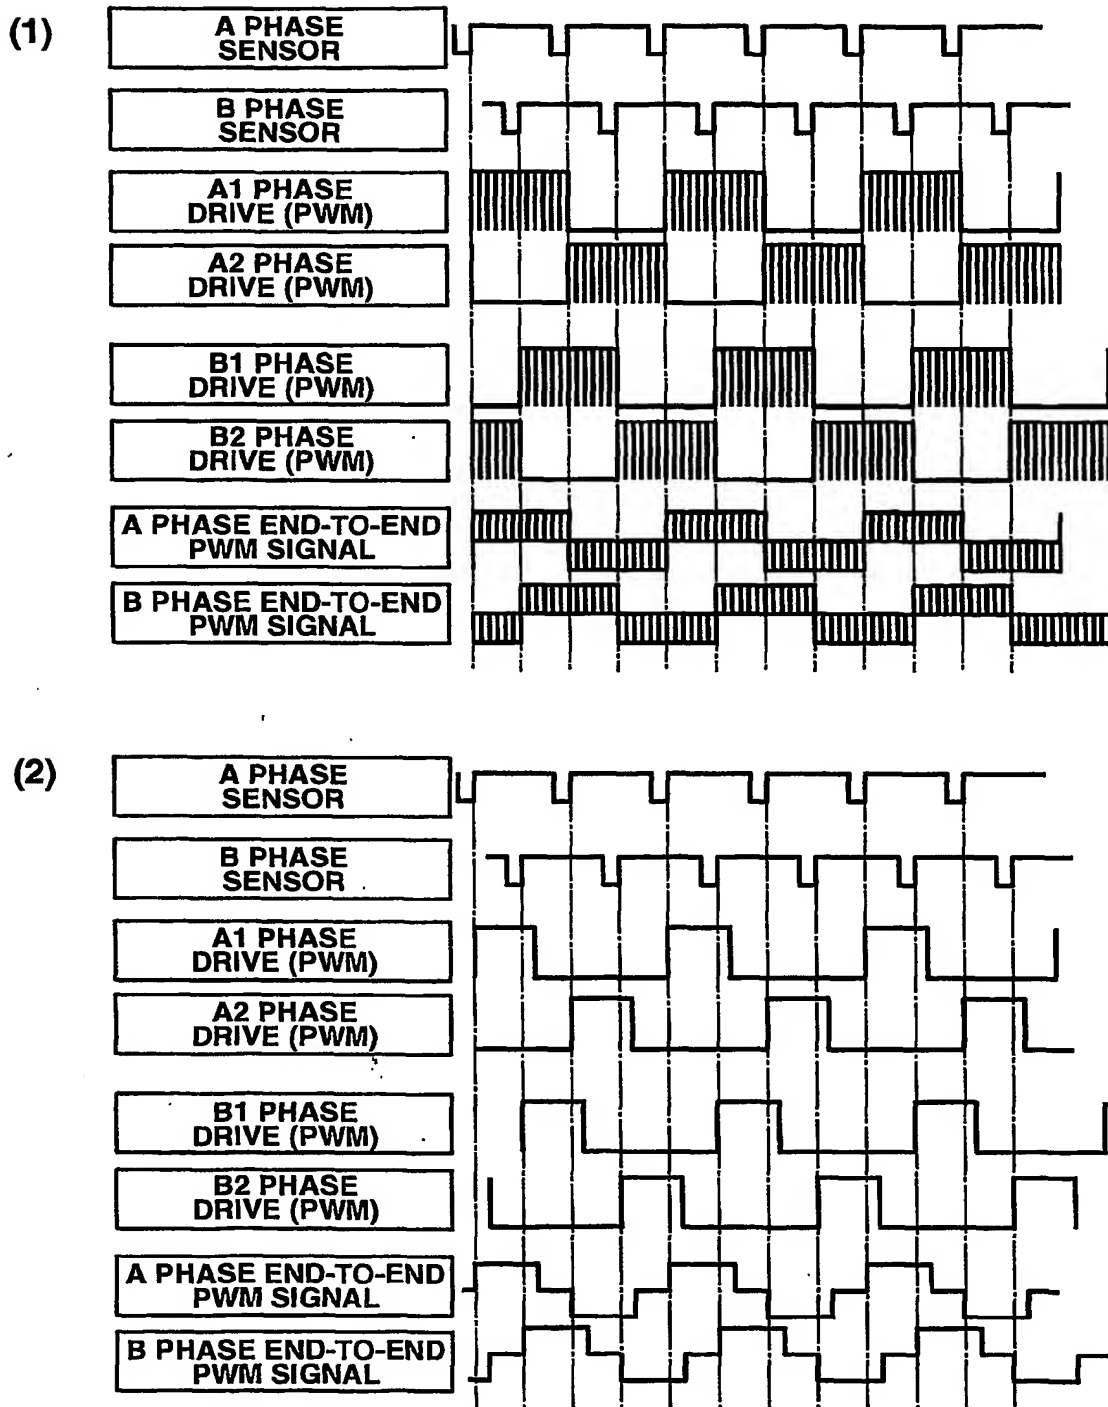 (1)
A PHASE
SENSOR
B PHASE
SENSOR
A1 PHASE
DRIVE (PWM)
A2 PHASE
DRIVE (PWM)
B1 PHASE
DRIVE (PWM)
B2 PHASE
DRIVE (PWM)
A PHASE END-TO-END
PWM SIGNAL
B PHASE END-TO-END
PWM SIGNAL
(2)
A PHASE
SENSOR
B PHASE
SENSOR
A1 PHASE
DRIVE (PWM)
A2 PHASE
DRIVE (PWM)
B1 PHASE
DRIVE (PWM)
B2 PHASE
DRIVE (PWM)
A PHASE END-TO-END
PWM SIGNAL
B PHASE END-TO-END
PWM SIGNAL